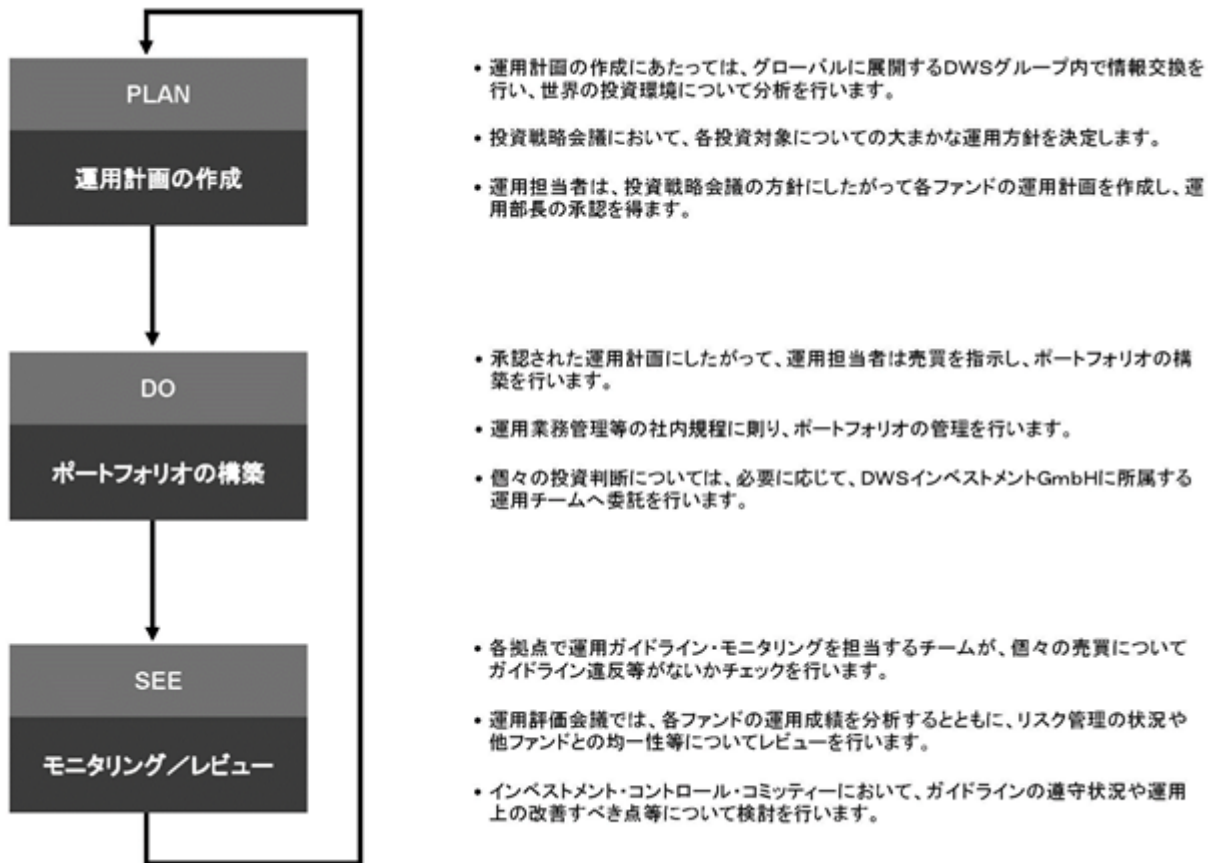 PLAN
運用計画の作成
• 運用計画の作成にあたっては、グローバルに展開するDWSグループ内で情報交換を
行い、世界の投資環境について分析を行います。
• 投資戦略会議において、各投資対象についての大まかな運用方針を決定します。
• 運用担当者は、投資戦略会議の方針にしたがって各ファンドの運用計画を作成し、運
用部長の承認を得ます。
DO
ポートフォリオの構築
• 承認された運用計画にしたがって、運用担当者は売買を指示し、ポートフォリオの構
築を行います。
• 運用業務管理等の社内規程に則り、ポートフォリオの管理を行います。
• 個々の投資判断については、必要に応じて、DWSインベストメントGmbHに所属する
運用チームへ委託を行います。
SEE
モニタリング／レビュー
• 各拠点で運用ガイドライン・モニタリングを担当するチームが、個々の売買について
ガイドライン違反等がないかチェックを行います。
• 運用評価会議では、各ファンドの運用成績を分析するとともに、リスク管理の状況や
他ファンドとの均一性等についてレビューを行います。
• インベストメント・コントロール・コミッティーにおいて、ガイドラインの遵守状況や運用
上の改善すべき点等について検討を行います。